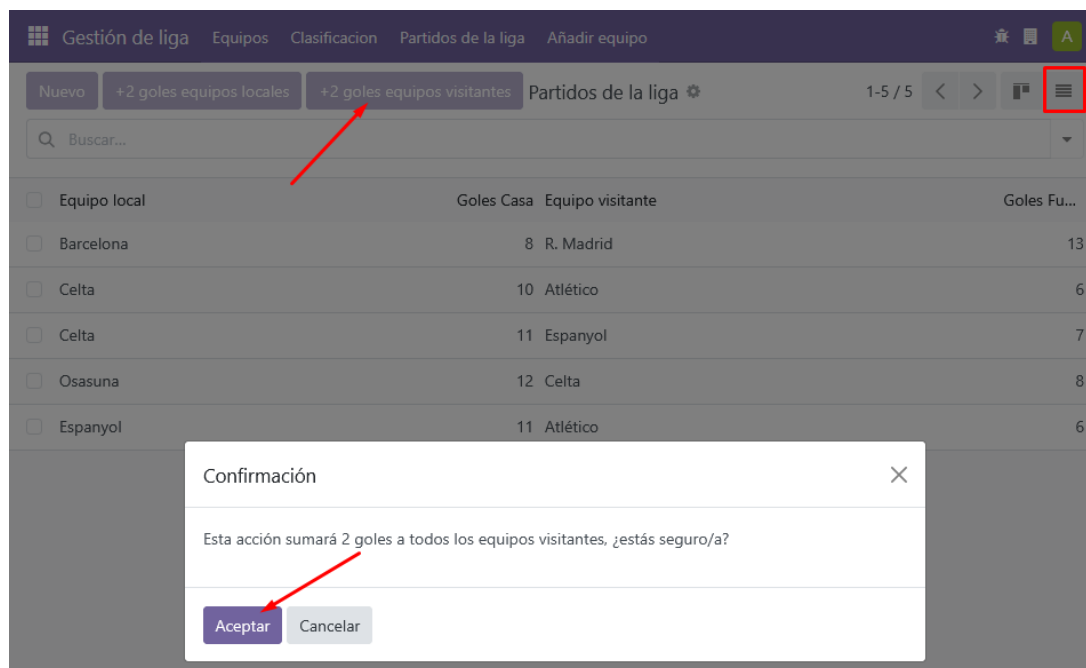 Gestión de liga Equipos Clasificacion Partidos de la liga Añadir equipo A
Nuevo +2 goles equipos locales +2 goles equipos visitantes Partidos de la liga 1-5 / 5
Buscar...
Equipo local Goles Casa Equipo visitante Goles Fu...
Barcelona 8 R. Madrid 13
Celta 10 Atlético 6
Celta 11 Espanyol 7
Osasuna 12 Celta 8
Espanyol 11 Atlético 6
Confirmación
Esta acción sumará 2 goles a todos los equipos visitantes, ¿estás seguro/a?
Aceptar Cancelar